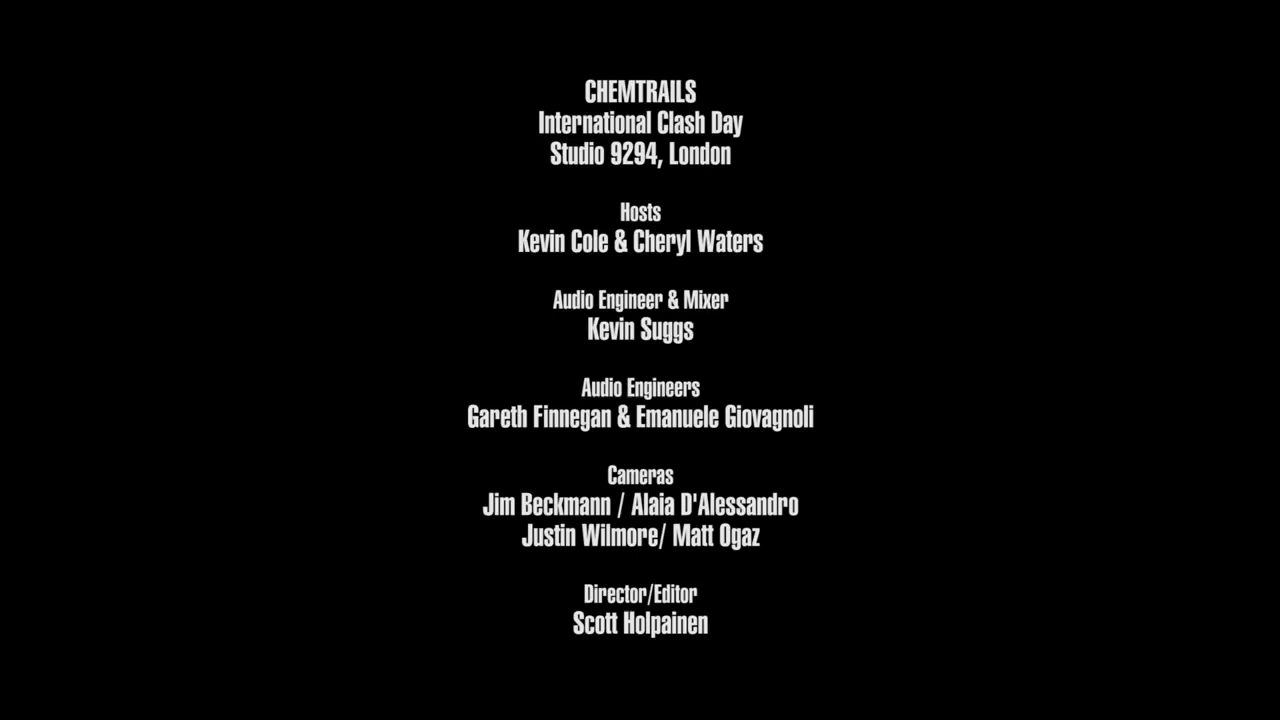 CHEMTRAILS
International Clash Day
Studio 9294, London
Hosts
Kevin Cole & Cheryl Waters
Audio Engineer & Mixer
Kevin Suggs
Audio Engineers
Gareth Finnegan & Emanuele Giovagnoli
Cameras
Jim Beckmann / Alaia D'Alessandro
Justin Wilmore/ Matt Ogaz
Director/Editor
Scott Holpainen